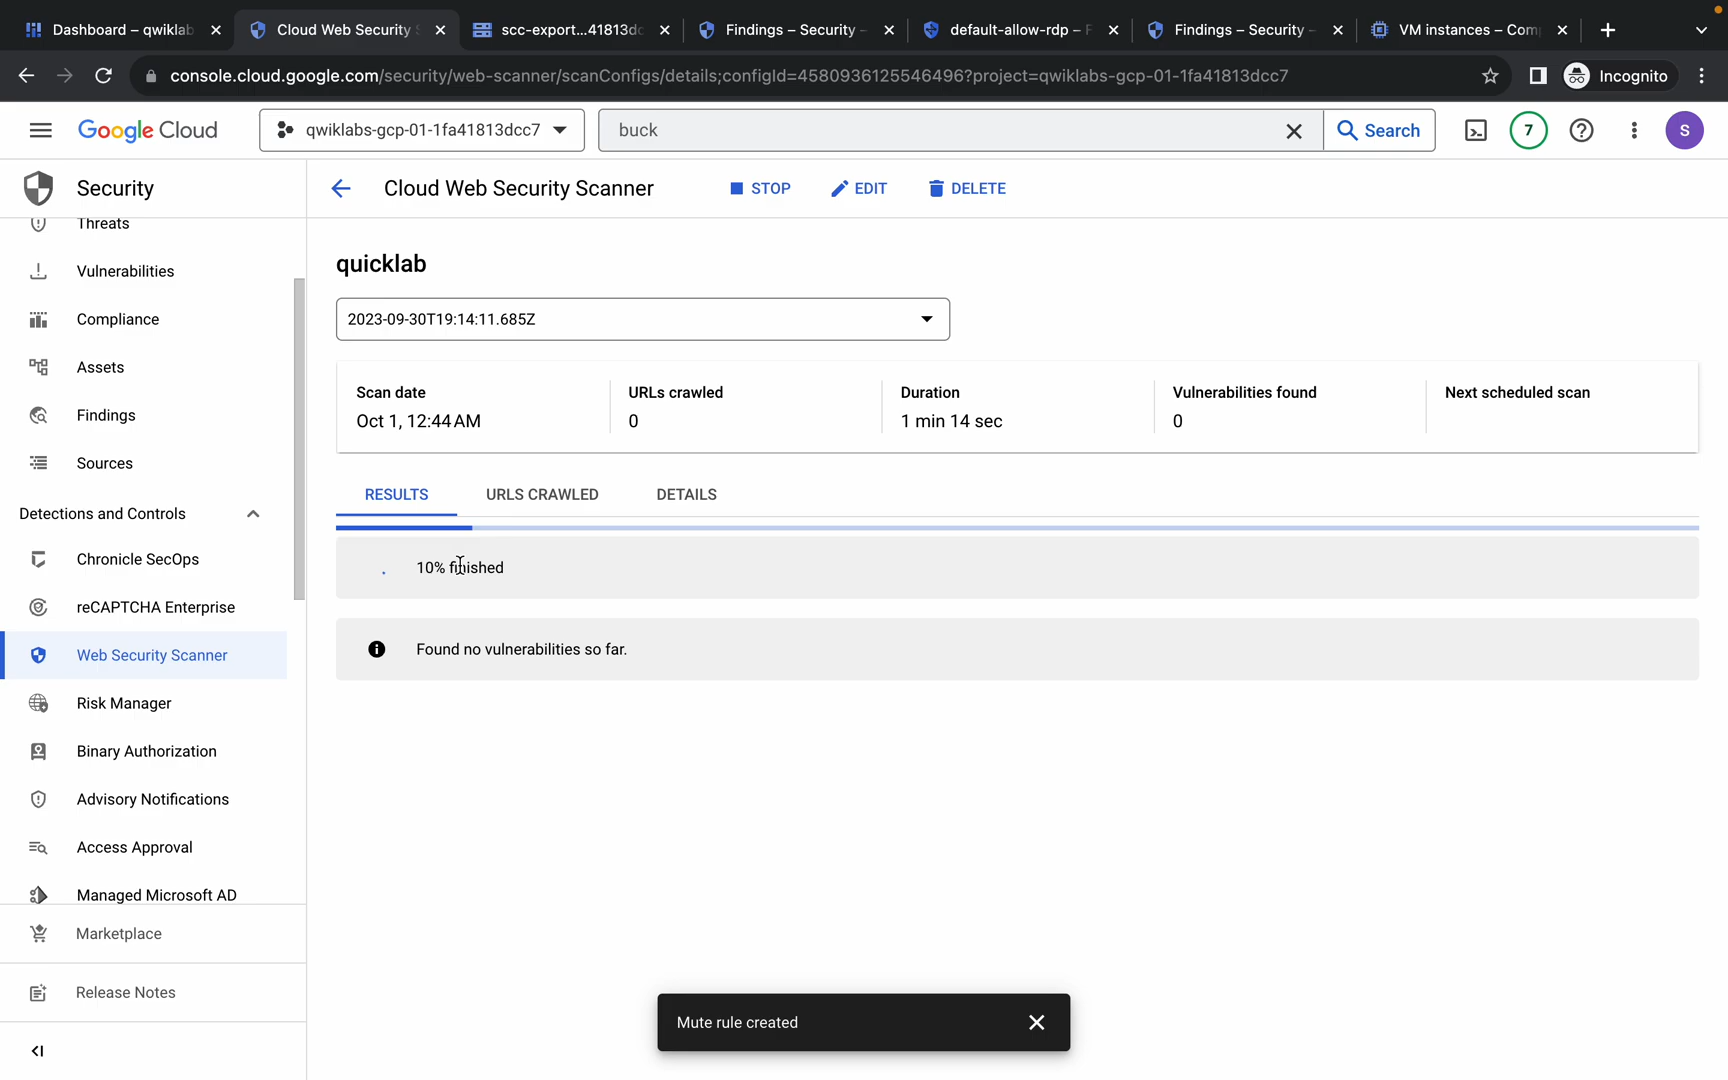 Dashboard – qwiklab
Cloud Web Security S
scc-export...41813dc
Findings – Security –
default-allow-rdp – F
Findings – Security –
VM instances – Comp
console.cloud.google.com/security/web-scanner/scanConfigs/details;configId=4580936125546496?project=qwiklabs-gcp-01-1fa41813dcc7
Incognito
Google Cloud
qwiklabs-gcp-01-1fa41813dcc7
buck
Search
7
S
Security
Cloud Web Security Scanner
STOP
EDIT
DELETE
Threats
Vulnerabilities
Compliance
Assets
Findings
Sources
Detections and Controls
Chronicle SecOps
reCAPTCHA Enterprise
Web Security Scanner
Risk Manager
Binary Authorization
Advisory Notifications
Access Approval
Managed Microsoft AD
Marketplace
Release Notes
quicklab
2023-09-30T19:14:11.685Z
Scan date
Oct 1, 12:44 AM
URLs crawled
0
Duration
1 min 14 sec
Vulnerabilities found
0
Next scheduled scan
RESULTS
URLS CRAWLED
DETAILS
10% finished
Found no vulnerabilities so far.
Mute rule created